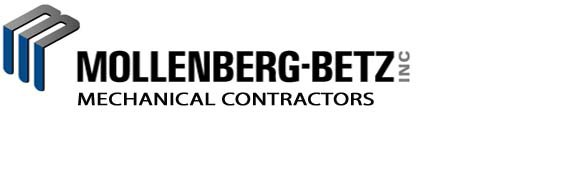 MOLLENBERG-BETZ INC
MECHANICAL CONTRACTORS